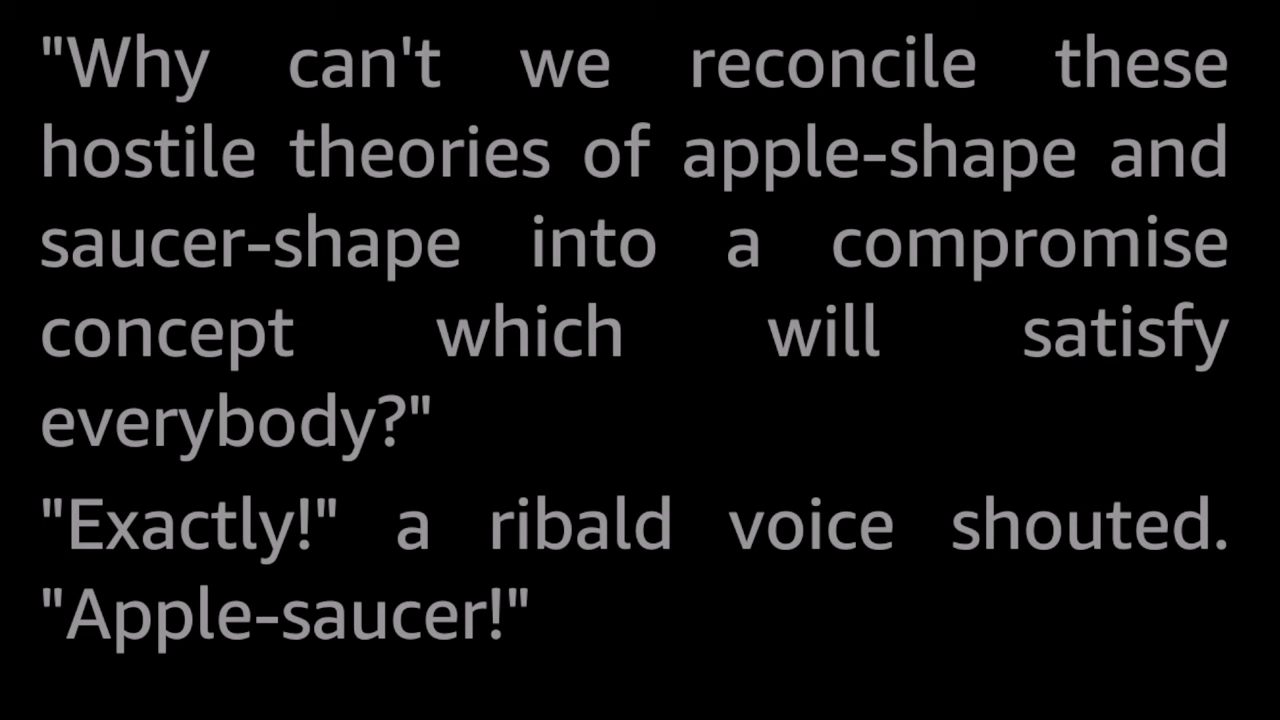 "Why can't we reconcile these
hostile theories of apple-shape and
saucer-shape into a compromise
concept which will satisfy
everybody?"
"Exactly!" a ribald voice shouted.
"Apple-saucer!"